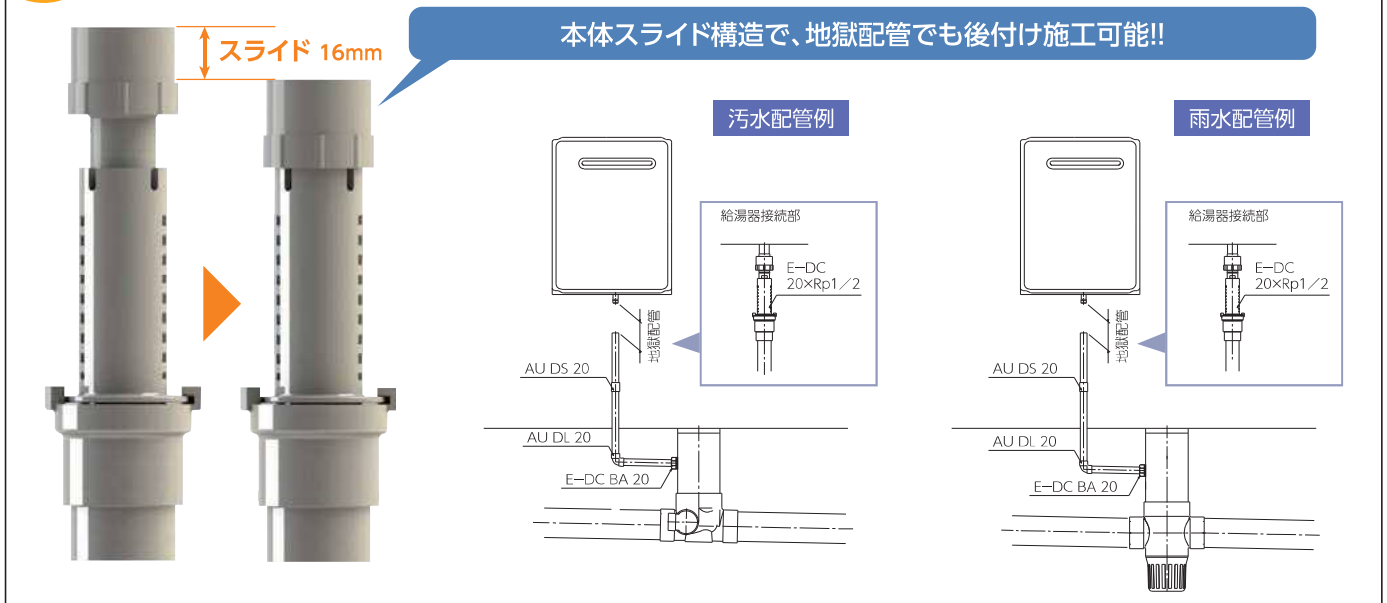 スライド 16mm
本体スライド構造で、地獄配管でも後付け施工可能!!
汚水配管例
給湯器接続部
E-DC
20×Rp1/2
地獄配管
AU DS 20
AU DL 20
E-DC BA 20
雨水配管例
給湯器接続部
E-DC
20×Rp1/2
地獄配管
AU DS 20
AU DL 20
E-DC BA 20